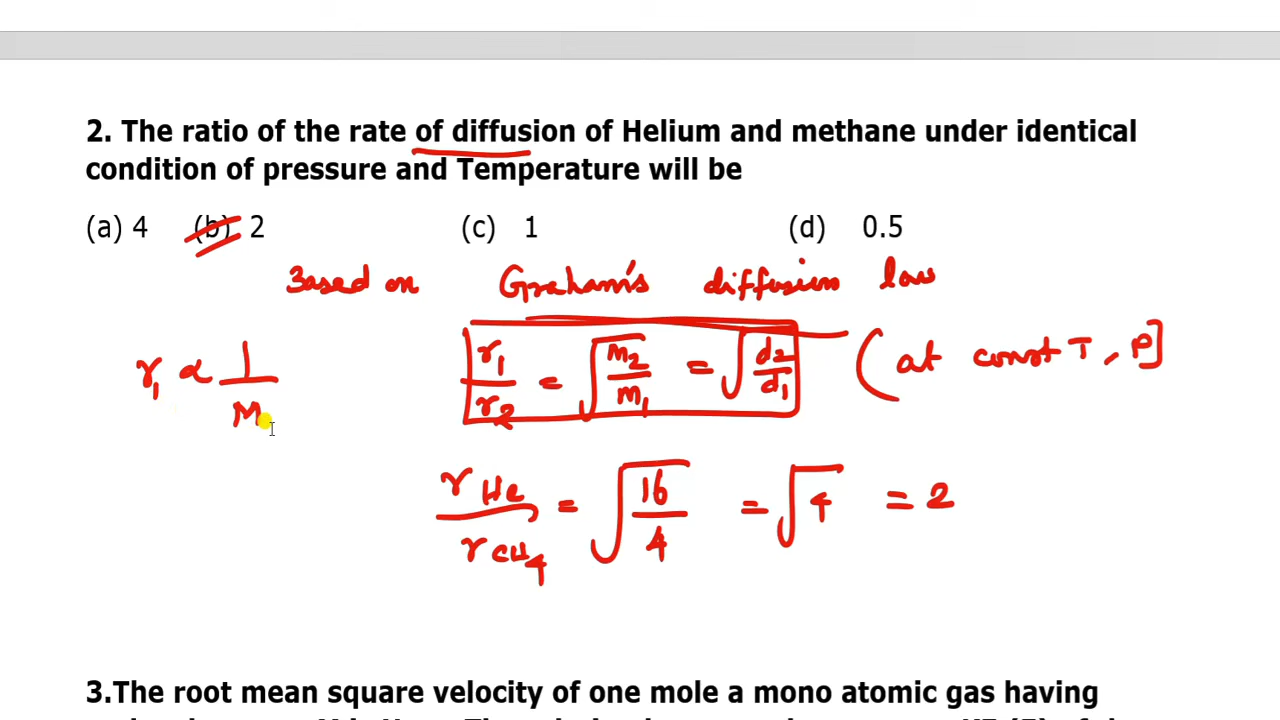 2. The ratio of the rate of diffusion of Helium and methane under identical
condition of pressure and Temperature will be
(a) 4 (b) 2 (c) 1 (d) 0.5
Based on Graham's diffusion law
r₁ ∝ 1/M
r₁/r₂ = √(M₂/M₁) = √(d₂/d₁) (at const T, P]
r He/r CH₄ = √(16/4) = √4 = 2
3.The root mean square velocity of one mole a mono atomic gas having